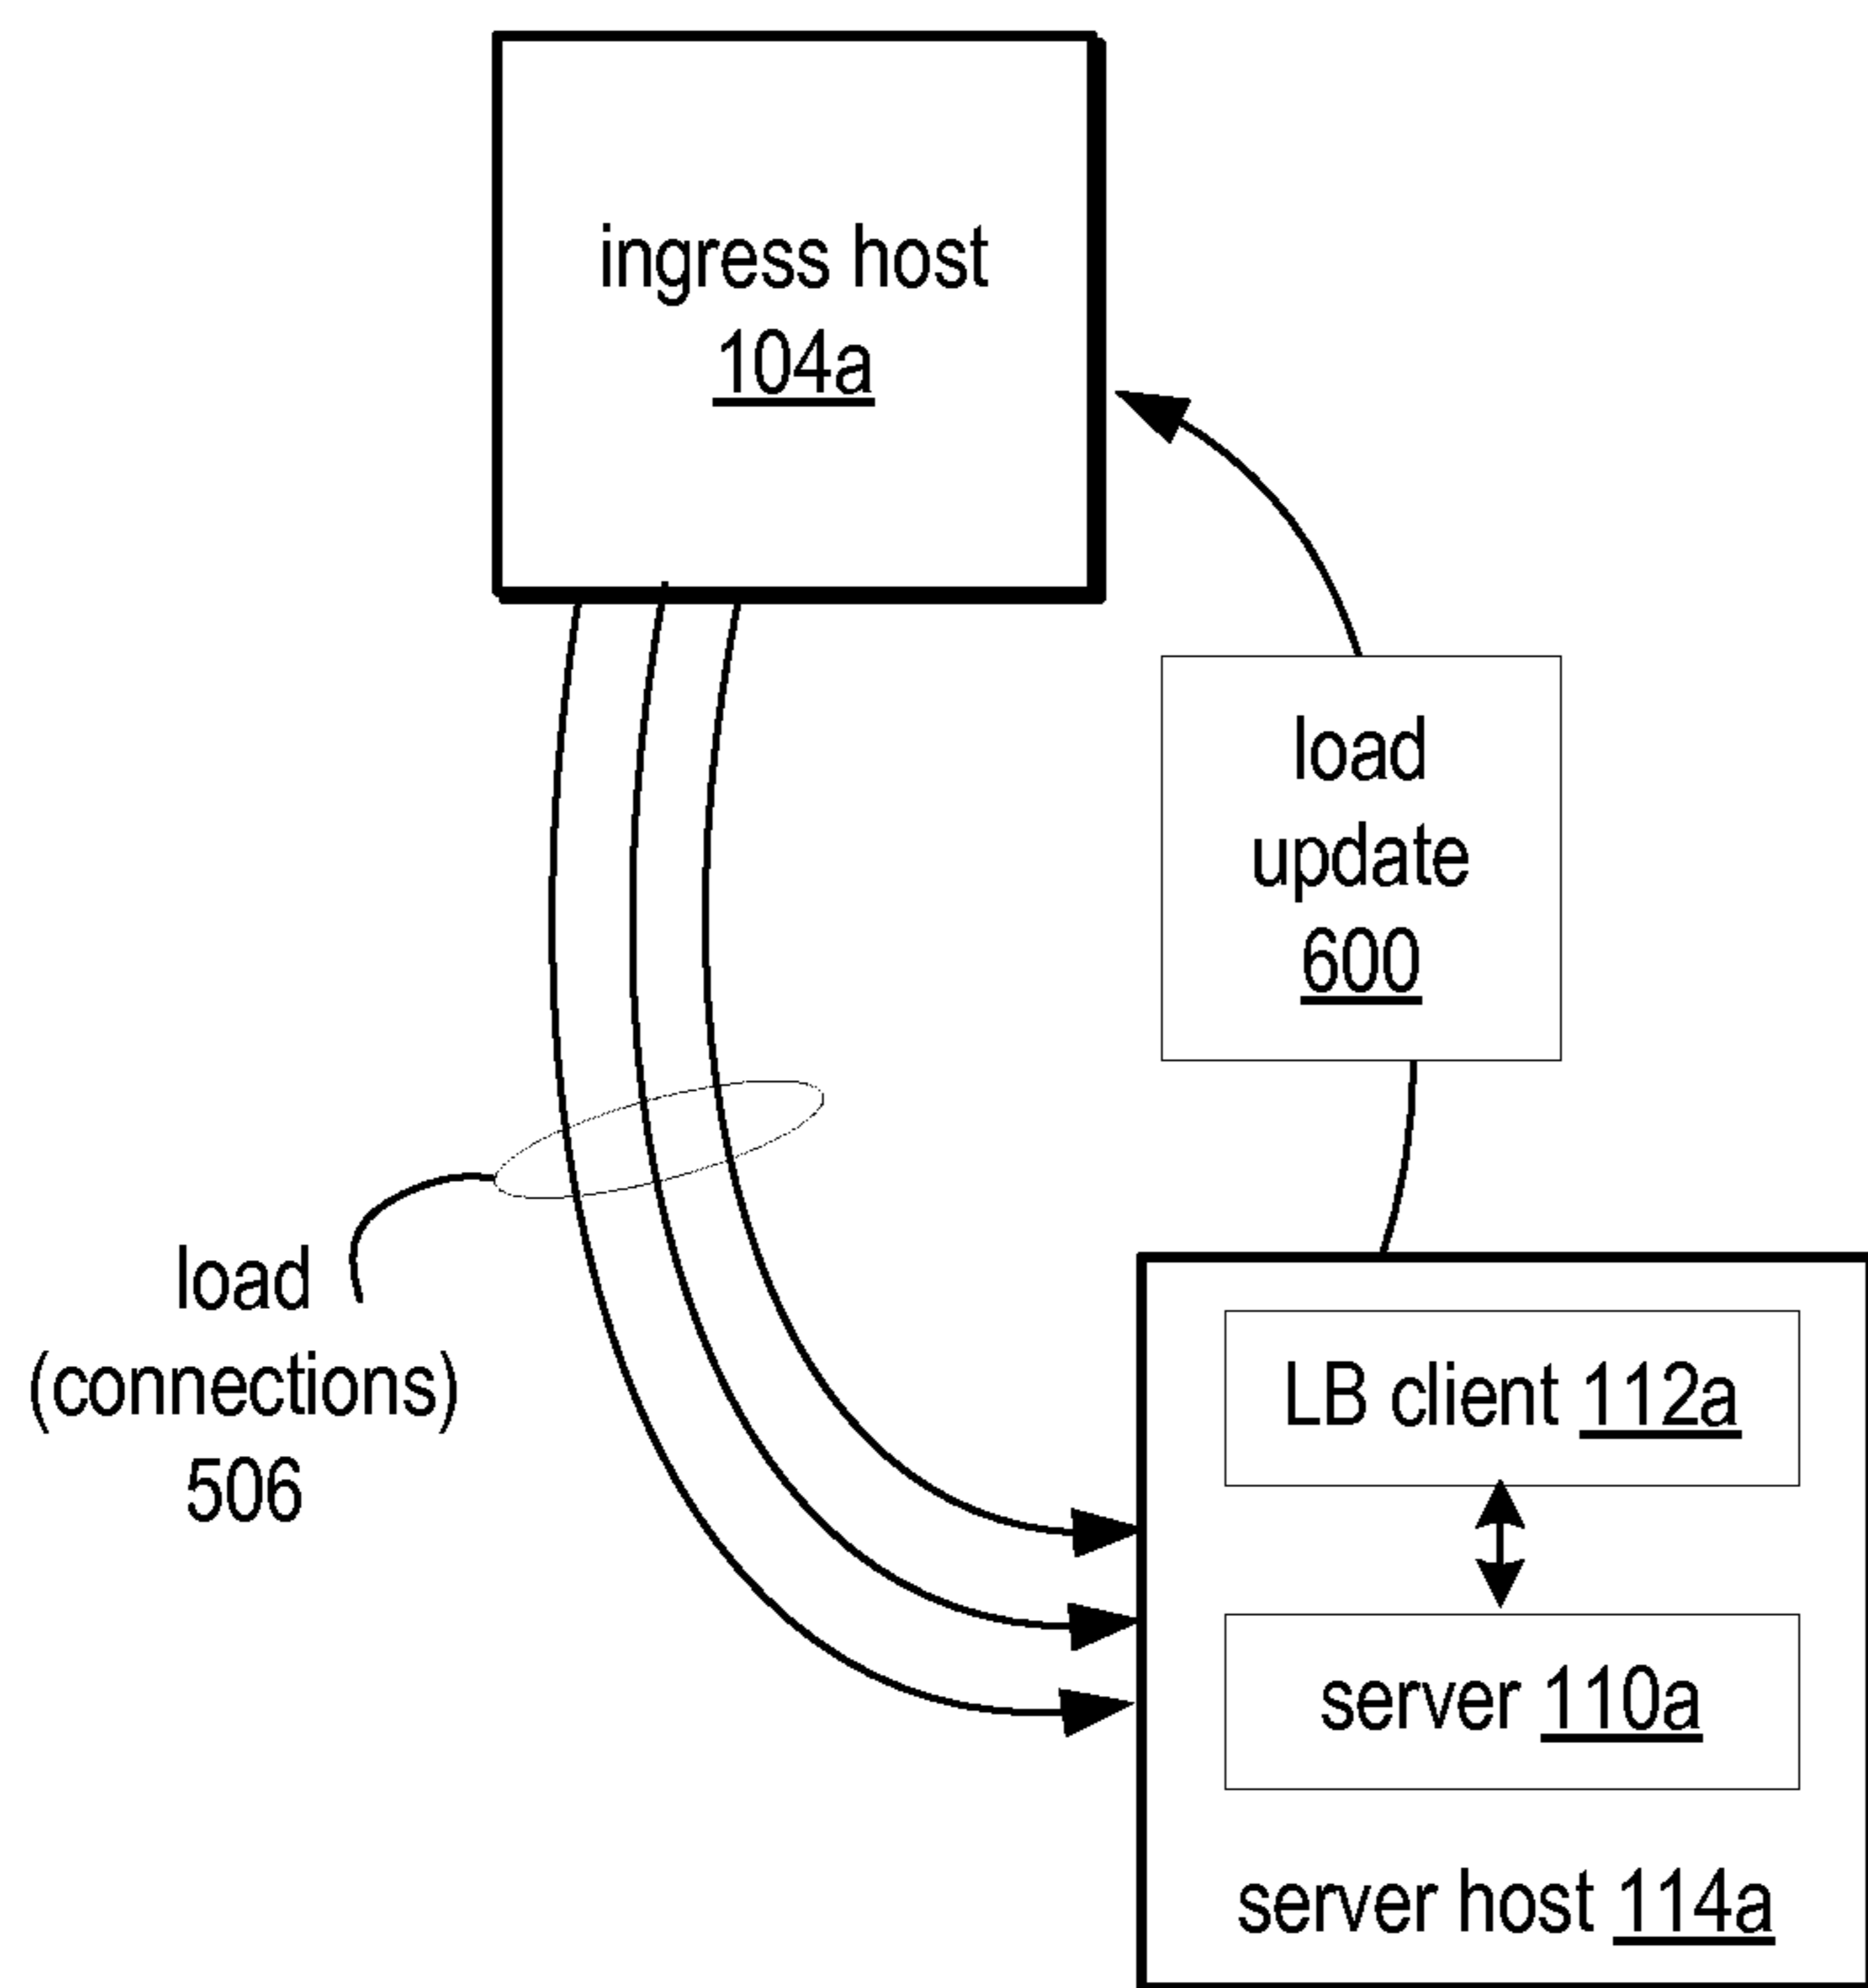 ingress host
104a
load
update
600
load
(connections)
506
LB client 112a
server 110a
server host 114a